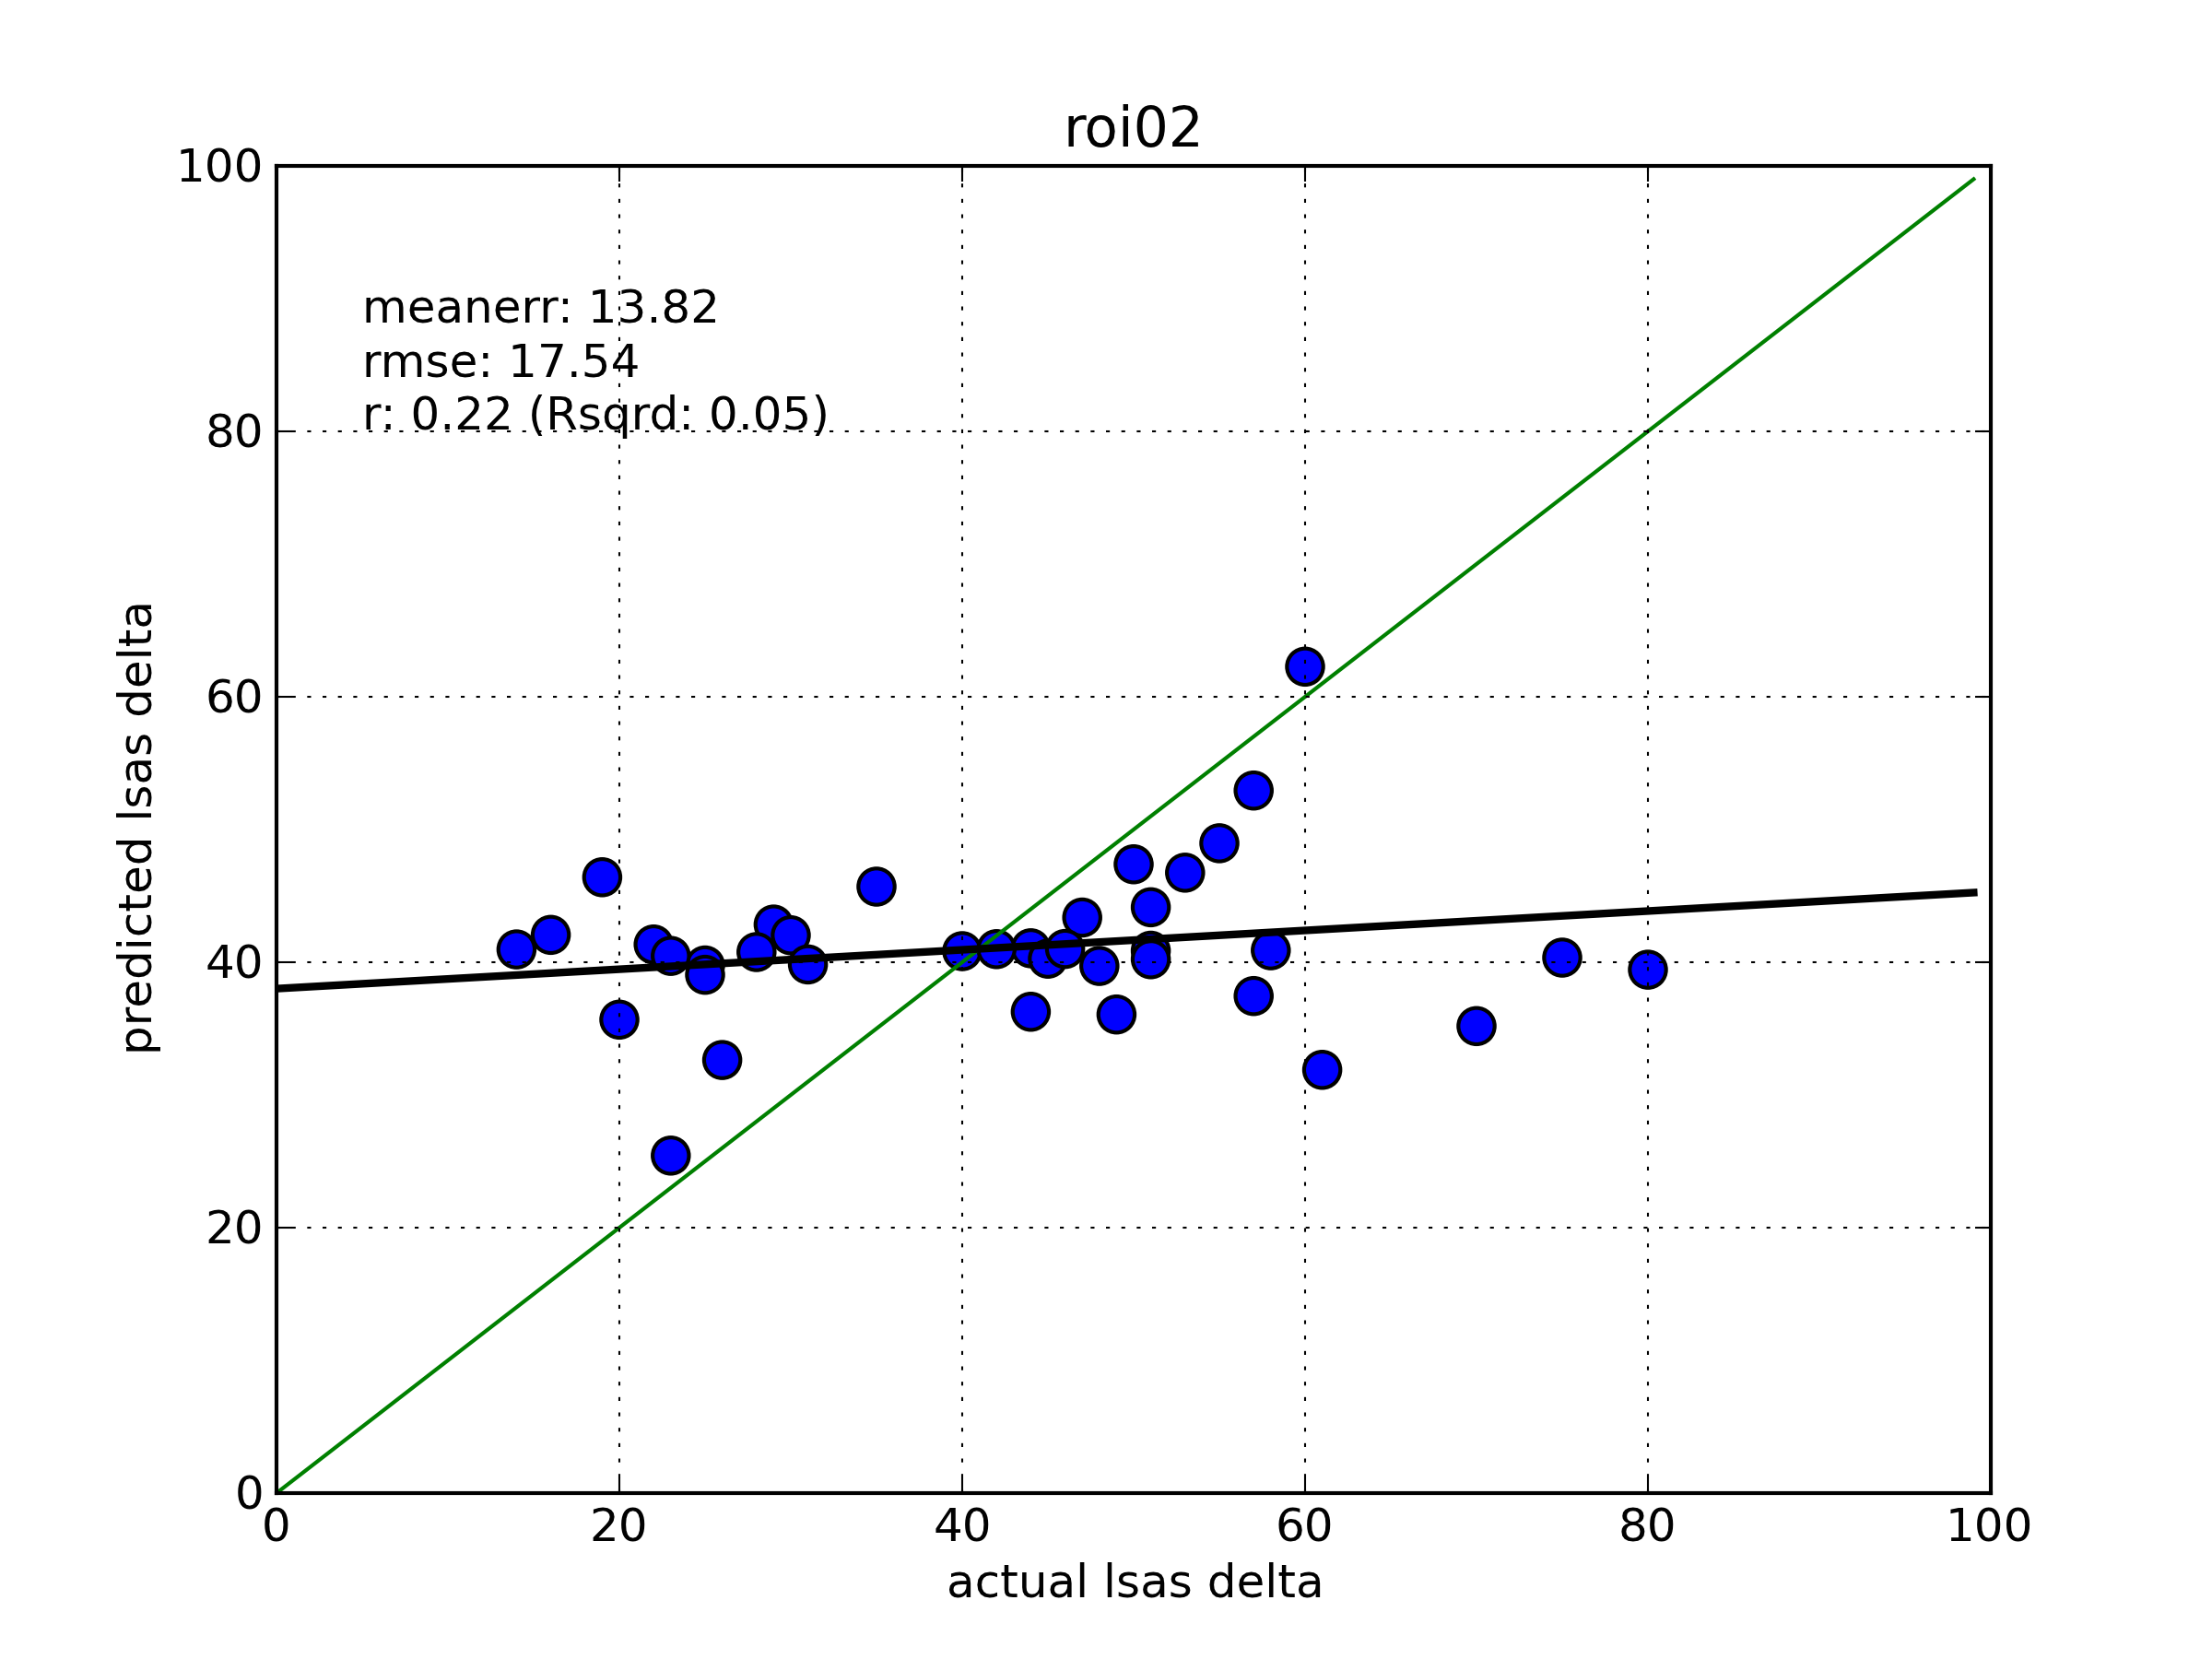 roi02
meanerr: 13.82
rmse: 17.54
r: 0.22 (Rsqrd: 0.05)
100
80
60
40
20
0
predicted lsas delta
0 20 40 60 80 100
actual lsas delta